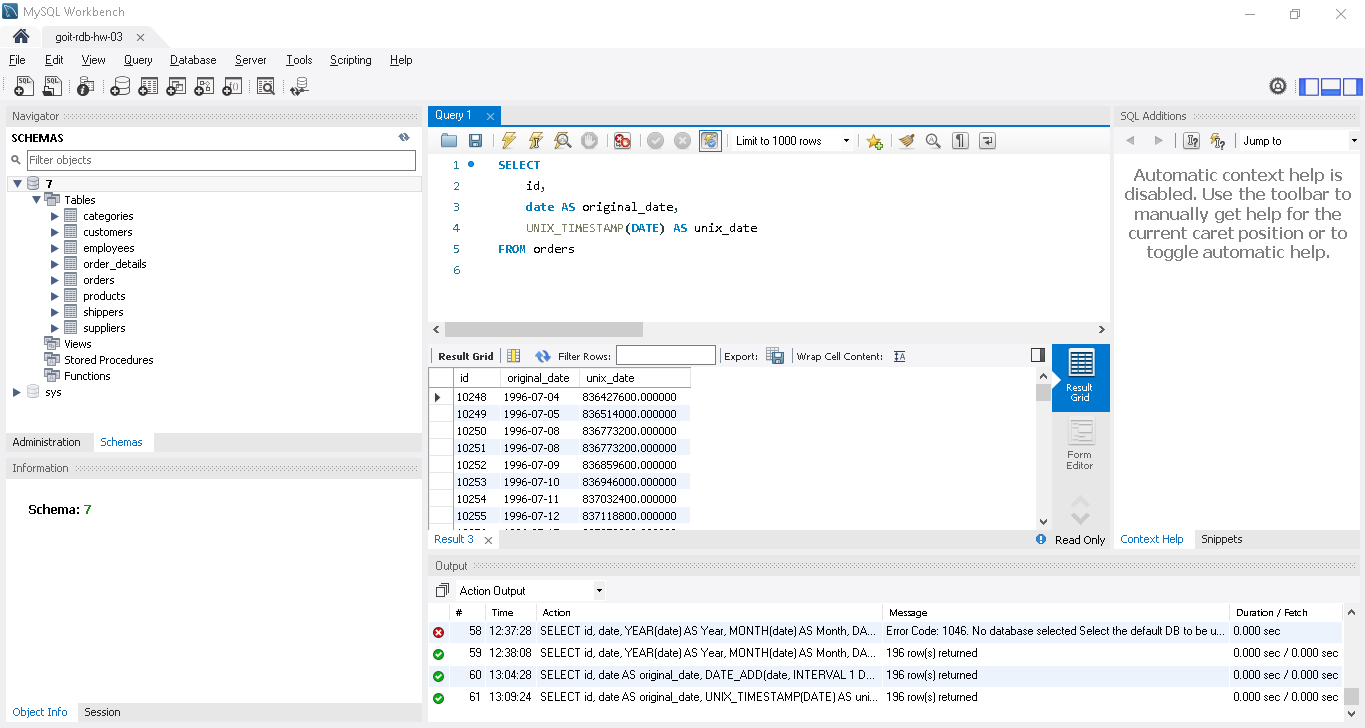 MySQL Workbench
goit-rdb-hw-03
File Edit View Query Database Server Tools Scripting Help
Navigator
SCHEMAS
Filter objects
7
Tables
categories
customers
employees
order_details
orders
products
shippers
suppliers
Views
Stored Procedures
Functions
sys
Administration Schemas
Information
Schema: 7
Object Info Session
Query 1
Limit to 1000 rows
1 SELECT
2 id,
3 date AS original_date,
4 UNIX_TIMESTAMP(DATE) AS unix_date
5 FROM orders
6
Result Grid Filter Rows: Export: Wrap Cell Content:
id original_date unix_date
10248 1996-07-04 836427600.000000
10249 1996-07-05 836514000.000000
10250 1996-07-08 836773200.000000
10251 1996-07-08 836773200.000000
10252 1996-07-09 836859600.000000
10253 1996-07-10 836946000.000000
10254 1996-07-11 837032400.000000
10255 1996-07-12 837118800.000000
Result Grid
Form Editor
Result 3
Read Only
SQL Additions
Jump to
Automatic context help is
disabled. Use the toolbar to
manually get help for the
current caret position or to
toggle automatic help.
Context Help Snippets
Output
Action Output
# Time Action Message Duration / Fetch
58 12:37:28 SELECT id, date, YEAR(date) AS Year, MONTH(date) AS Month, DA... Error Code: 1046. No database selected Select the default DB to be u... 0.000 sec
59 12:38:08 SELECT id, date, YEAR(date) AS Year, MONTH(date) AS Month, DA... 196 row(s) returned 0.000 sec / 0.000 sec
60 13:04:28 SELECT id, date AS original_date, DATE_ADD(date, INTERVAL 1 D... 196 row(s) returned 0.000 sec / 0.000 sec
61 13:09:24 SELECT id, date AS original_date, UNIX_TIMESTAMP(DATE) AS uni... 196 row(s) returned 0.000 sec / 0.000 sec